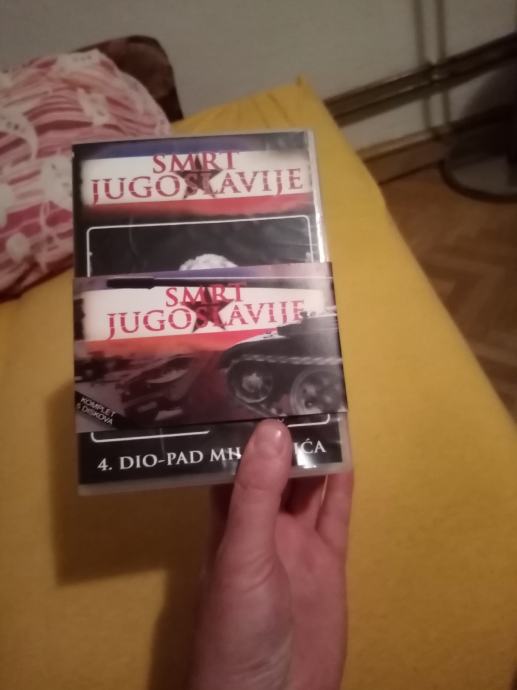 SMRT
JUGOSLAVIJE
SMRT
JUGOSLAVIJE
KOMPLET
5 DISKOVA
4. DIO-PAD